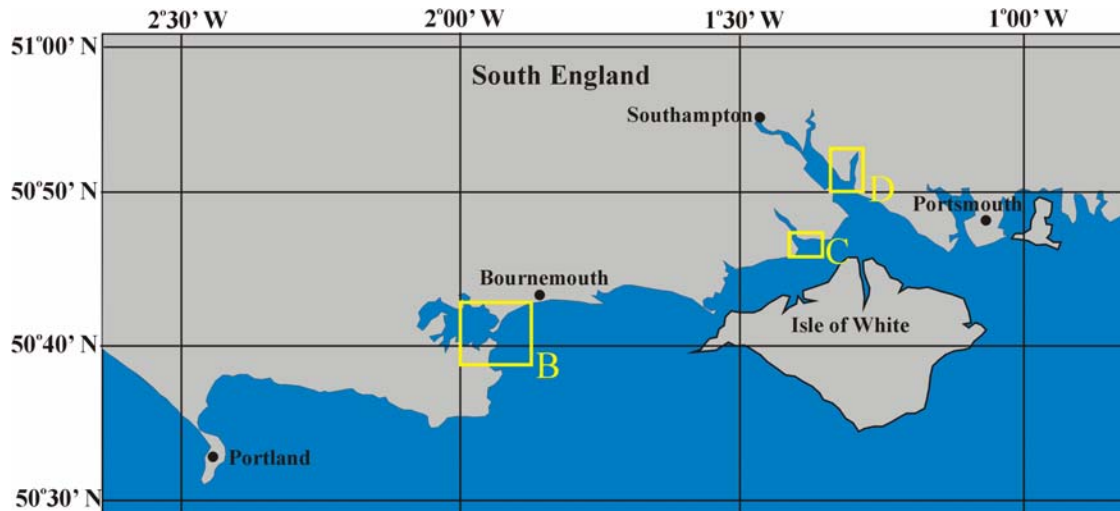 2°30' W 2°00' W 1°30' W 1°00' W
51°00' N
South England
Southampton
50°50' N
D
Portsmouth
C
Bournemouth
Isle of White
50°40' N
B
Portland
50°30' N